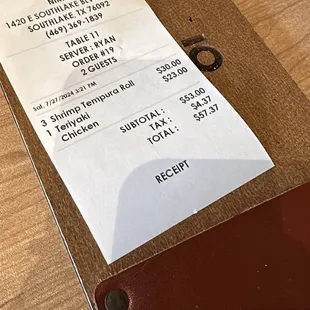 1420 E SOUTHLAKE
SOUTHLAKE, TX 76092
(469) 369-1839
TABLE 11
SERVER : RYAN
ORDER #19
2 GUESTS
Sat, 7/27/2024 3:21 PM
3 Shrimp Tempura Roll $30.00
1 Teriyaki Chicken $23.00
SUBTOTAL : $53.00
TAX : $4.37
TOTAL : $57.37
RECEIPT